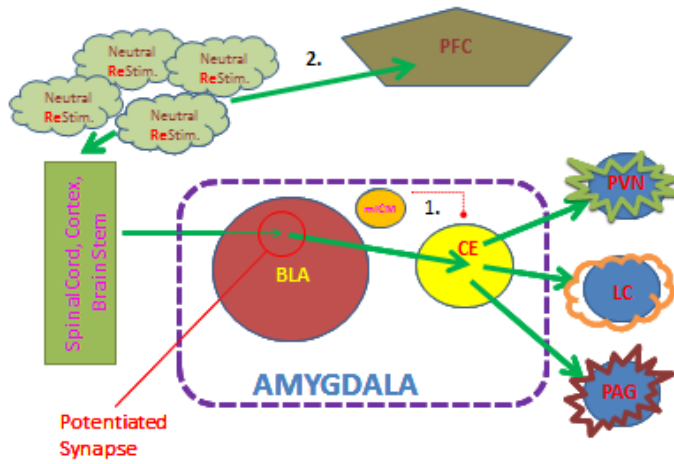 Neutral
ReStim.
Neutral
ReStim.
Neutral
ReStim.
Neutral
ReStim.
2.
PFC
Spinal Cord, Cortex,
Brain Stem
1.
BLA
CE
PVN
LC
PAG
AMYGDALA
Potentiated
Synapse